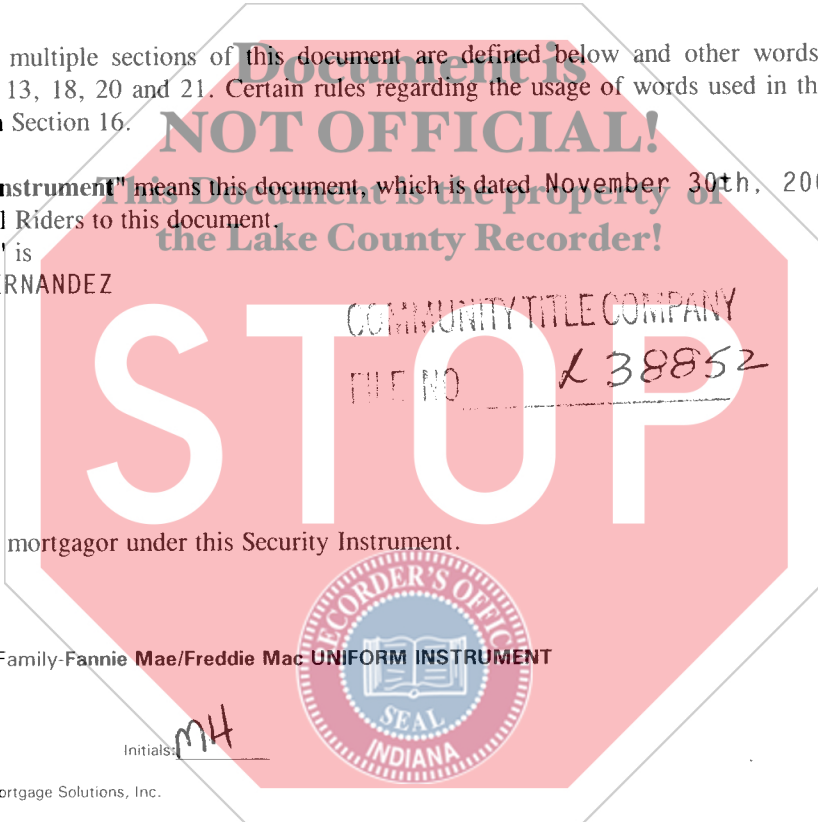 multiple sections of this document are defined below and other words
Document is
13, 18, 20 and 21. Certain rules regarding the usage of words used in th
Section 16.
NOT OFFICIAL!
nstrument" means this document, which is dated November 30th, 200
This Document is the property of
Riders to this document.
the Lake County Recorder!
is
RNANDEZ
COMMUNITY TITLE COMPANY
FILE NO 38852
STOP
mortgagor under this Security Instrument.
RECORDER'S OFFICE
Family-Fannie Mae/Freddie Mac UNIFORM INSTRUMENT
SEAL
INDIANA
Initials: MH
ortgage Solutions, Inc.